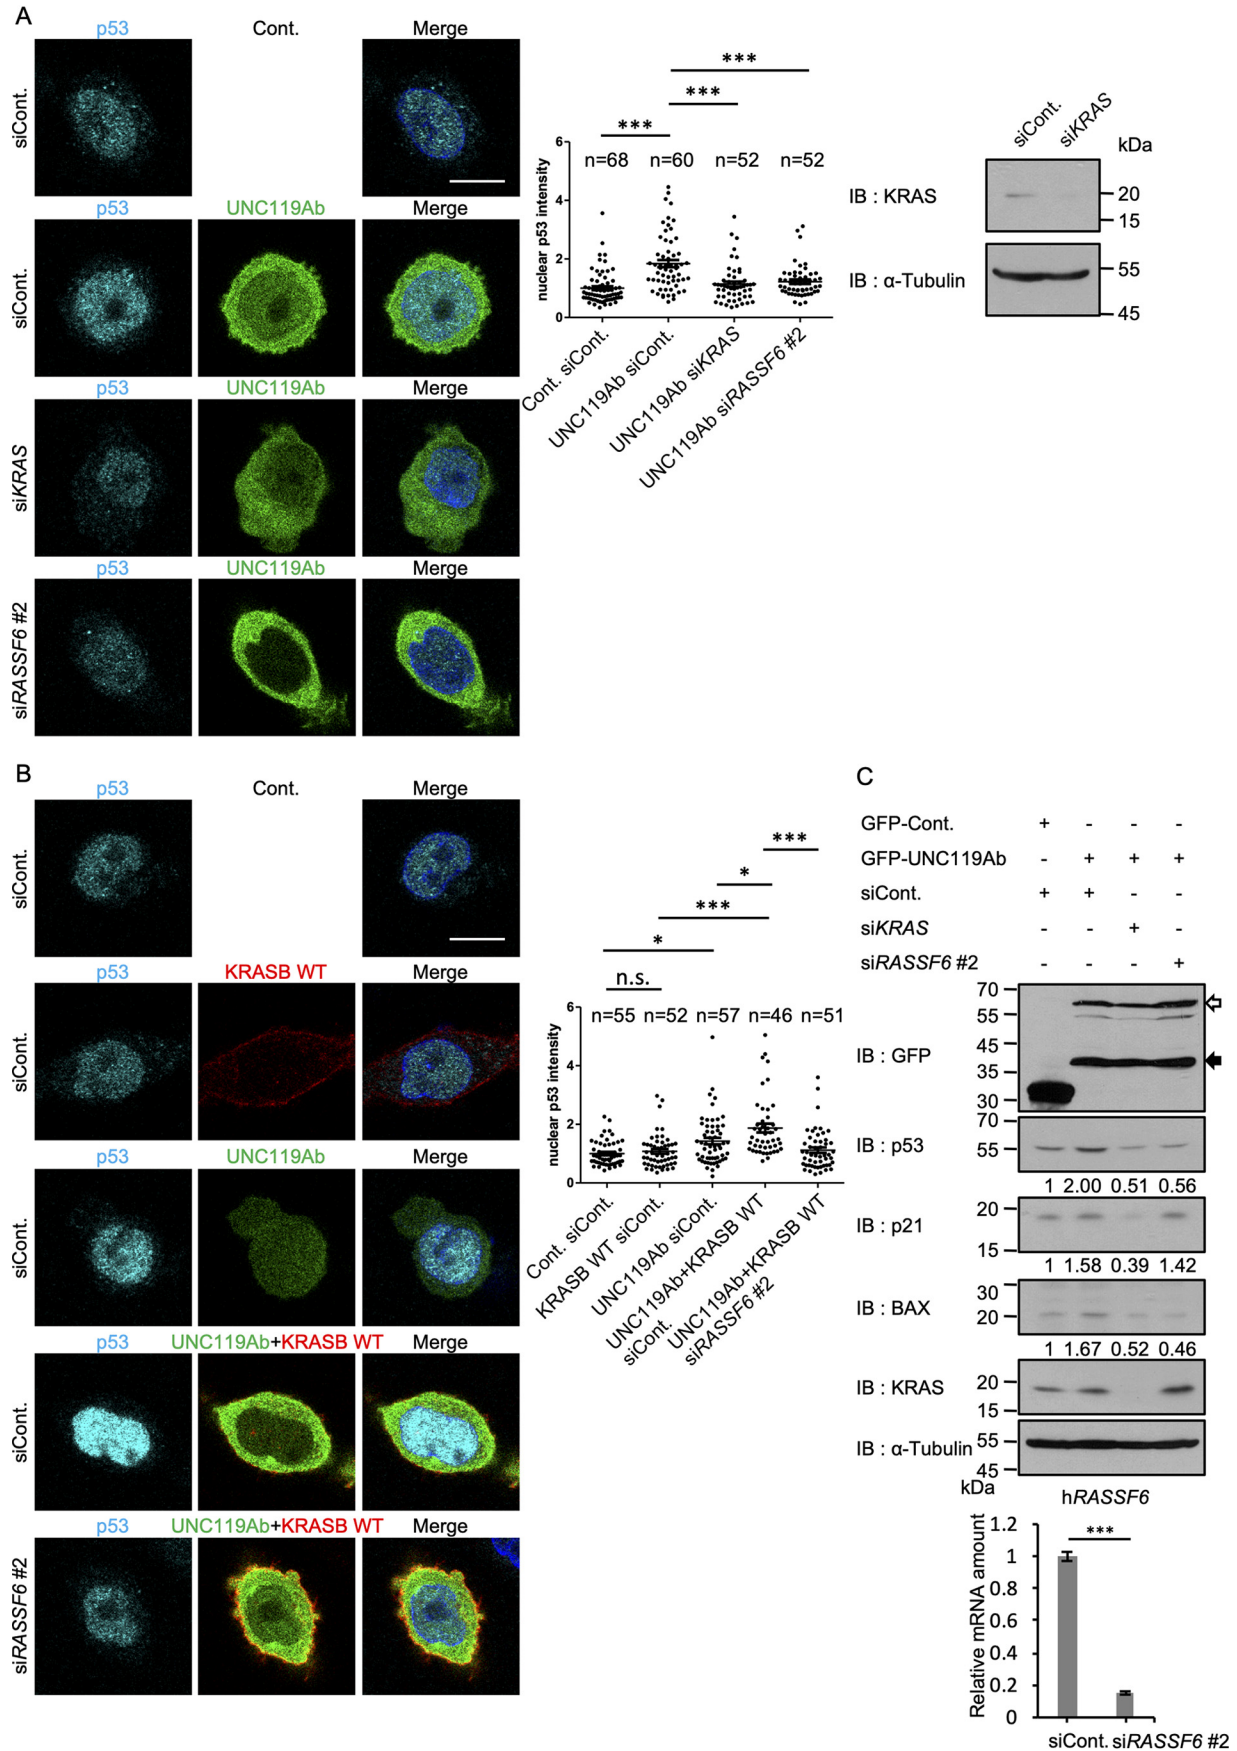 A
p53 Cont. Merge
siCont.
p53 UNC119Ab Merge
siCont.
p53 UNC119Ab Merge
siKRAS
p53 UNC119Ab Merge
siRASSF6 #2
*** 
***
***
6
4
2
0
nuclear p53 intensity
n=68 n=60 n=52 n=52
Cont. siCont.
UNC119Ab siCont.
UNC119Ab siKRAS
UNC119Ab siRASSF6 #2
siCont. siKRAS
kDa
IB : KRAS
20
15
IB : α-Tubulin
55
45
B
p53 Cont. Merge
siCont.
p53 KRASB WT Merge
siCont.
p53 UNC119Ab Merge
siCont.
p53 UNC119Ab+KRASB WT Merge
siCont.
p53 UNC119Ab+KRASB WT Merge
siRASSF6 #2
***
*
***
*
n.s.
6
4
2
0
nuclear p53 intensity
n=55 n=52 n=57 n=46 n=51
Cont. siCont.
KRASB WT siCont.
UNC119Ab siCont.
UNC119Ab+KRASB WT
siCont.
UNC119Ab+KRASB WT
siRASSF6 #2
C
GFP-Cont. + - - -
GFP-UNC119Ab - + + +
siCont. + + - -
siKRAS - - + -
siRASSF6 #2 - - - +
IB : GFP
70
55
45
35
30
IB : p53
70
55
1 2.00 0.51 0.56
IB : p21
20
15
1 1.58 0.39 1.42
IB : BAX
30
20
1 1.67 0.52 0.46
IB : KRAS
20
15
IB : α-Tubulin
55
45
kDa
hRASSF6
Relative mRNA amount
1.2
1
0.8
0.6
0.4
0.2
0
***
siCont. siRASSF6 #2